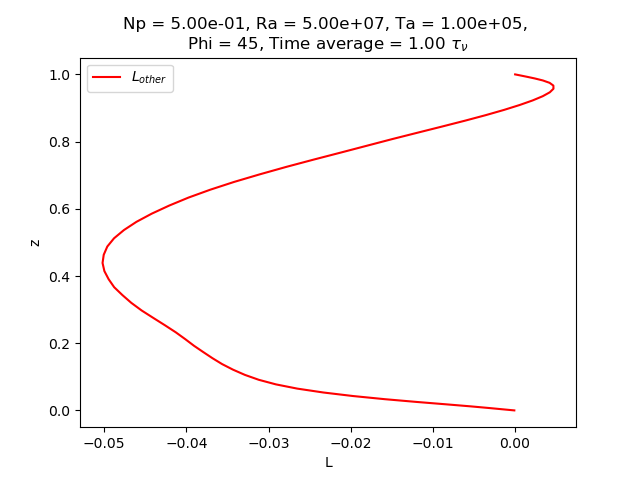 Np = 5.00e-01, Ra = 5.00e+07, Ta = 1.00e+05,
Phi = 45, Time average = 1.00 τν
L_other
1.0
0.8
0.6
0.4
0.2
0.0
z
−0.05 −0.04 −0.03 −0.02 −0.01 0.00
L